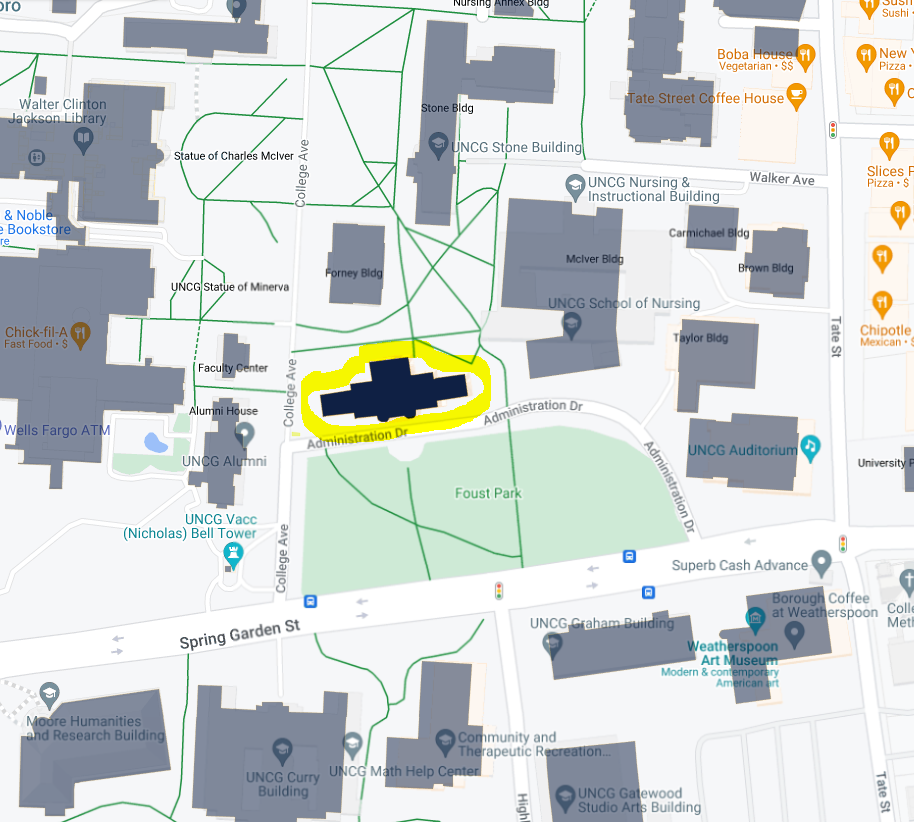 oro
Nursing Annex Bldg
Sushi •
Boba House
Vegetarian • $$
New Y
Pizza •
Walter Clinton
Jackson Library
Stone Bldg
Tate Street Coffee House
C
UNCG Stone Building
Statue of Charles McIver
College Ave
Walker Ave
Slices P
Pizza • $
UNCG Nursing &
Instructional Building
& Noble
e Bookstore
re
Carmichael Bldg
McIver Bldg
Brown Bldg
Forney Bldg
UNCG Statue of Minerva
UNCG School of Nursing
Chick-fil-A
Fast Food • $
Taylor Bldg
Tate St
Chipotle
Mexican • $
Faculty Center
College Ave
Alumni House
Administration Dr
Administration Dr
Wells Fargo ATM
UNCG Alumni
UNCG Auditorium
University P
Administration Dr
Foust Park
UNCG Vacc
(Nicholas) Bell Tower
College Ave
Superb Cash Advance
Spring Garden St
UNCG Graham Building
Borough Coffee
at Weatherspoon
Colle
Meth
Weatherspoon
Art Museum
Modern & contemporary
American art
Moore Humanities
and Research Building
Community and
Therapeutic Recreation...
UNCG Math Help Center
UNCG Curry
Building
UNCG Gatewood
Studio Arts Building
Highl
Tate St